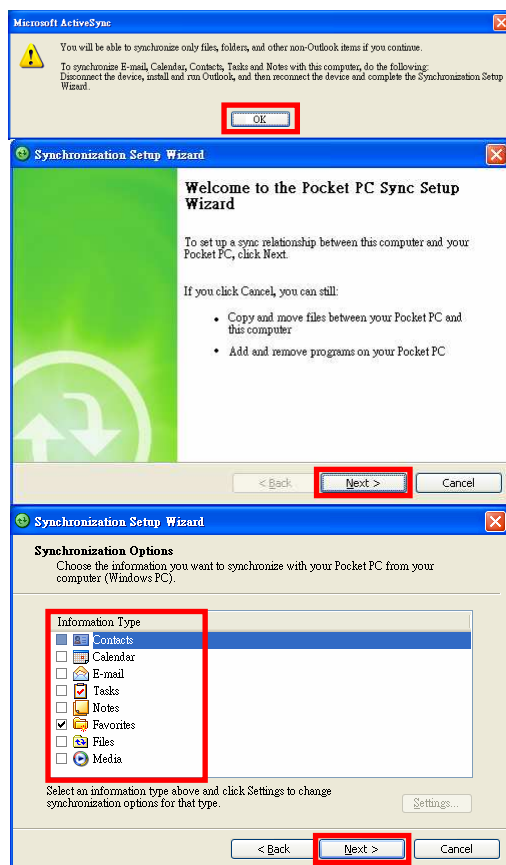 Microsoft ActiveSync
You will be able to synchronize only files, folders, and other non-Outlook items if you continue.
To synchronize E-mail, Calendar, Contacts, Tasks and Notes with this computer, do the following:
Disconnect the device, install and run Outlook, and then reconnect the device and complete the Synchronization Setup
Wizard.
OK
Synchronization Setup Wizard
Welcome to the Pocket PC Sync Setup
Wizard
To set up a sync relationship between this computer and your
Pocket PC, click Next.
If you click Cancel, you can still:
• Copy and move files between your Pocket PC and
this computer
• Add and remove programs on your Pocket PC
< Back
Next >
Cancel
Synchronization Setup Wizard
Synchronization Options
Choose the information you want to synchronize with your Pocket PC from your
computer (Windows PC).
Information Type
Contacts
Calendar
E-mail
Tasks
Notes
Favorites
Files
Media
Select an information type above and click Settings to change
synchronization options for that type.
Settings...
< Back
Next >
Cancel